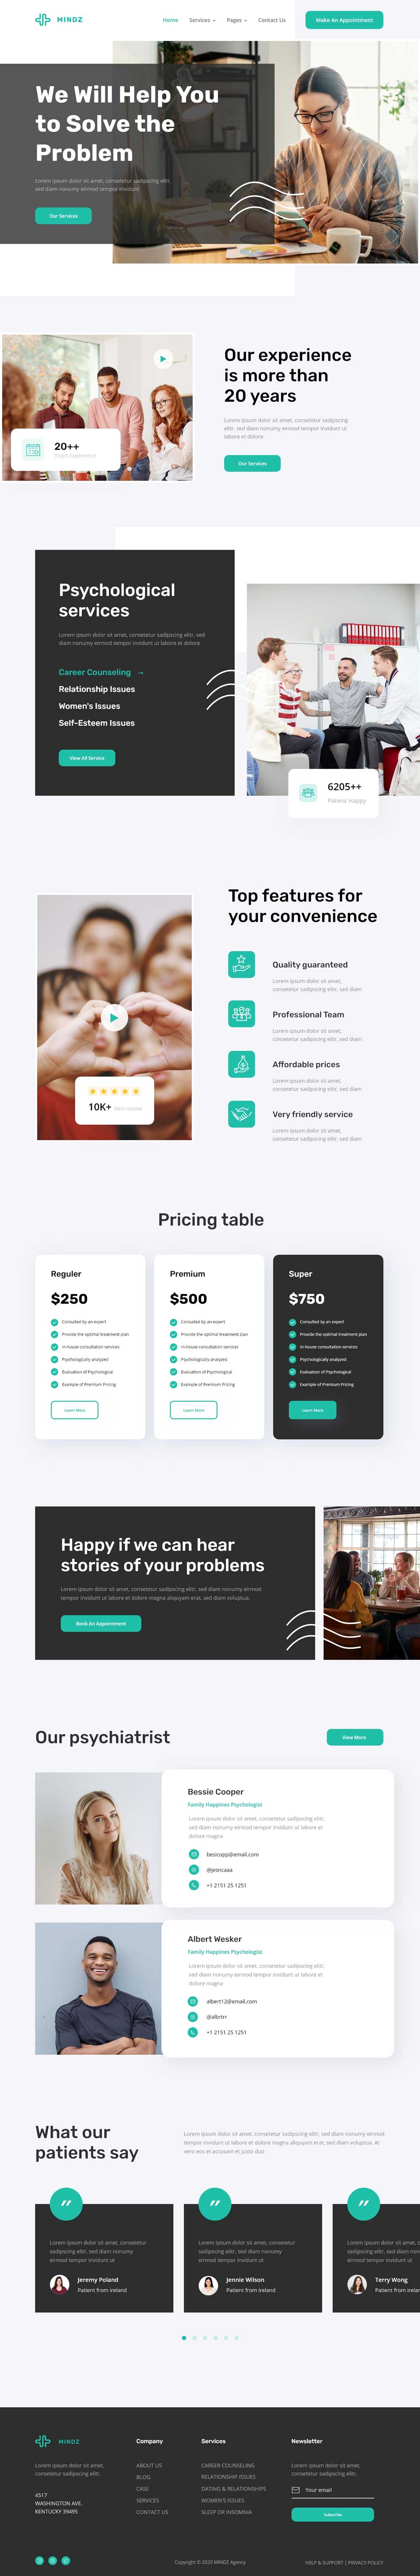 MINDZ
Home
Services
Pages
Contact Us
Make An Appointment
We Will Help You
to Solve the
Problem
Lorem ipsum dolor sit amet, consetetur sadipscing elitr,
sed diam nonumy eirmod tempor invidunt
Our Services
Our experience
is more than
20 years
Lorem ipsum dolor sit amet, consetetur sadipscing
elitr, sed diam nonumy eirmod tempor invidunt ut
labore et dolore
Our Services
20++
Years Experience
Psychological
services
Lorem ipsum dolor sit amet, consetetur sadipscing elitr, sed
diam nonumy eirmod tempor invidunt ut labore et dolore
Career Counseling →
Relationship Issues
Women's Issues
Self-Esteem Issues
View All Service
6205++
Patient Happy
Top features for
your convenience
Quality guaranteed
Lorem ipsum dolor sit amet,
consetetur sadipscing elitr, sed diam
Professional Team
Lorem ipsum dolor sit amet,
consetetur sadipscing elitr, sed diam
Affordable prices
Lorem ipsum dolor sit amet,
consetetur sadipscing elitr, sed diam
Very friendly service
Lorem ipsum dolor sit amet,
consetetur sadipscing elitr, sed diam
10K+
Pricing table
Reguler
$250
Consulted by an expert
Provide the optimal treatment plan
In-house consultation services
Psychologically analyzed
Evaluation of Psychological
Example of Premium Pricing
Learn More
Premium
$500
Consulted by an expert
Provide the optimal treatment plan
In-house consultation services
Psychologically analyzed
Evaluation of Psychological
Example of Premium Pricing
Learn More
Super
$750
Consulted by an expert
Provide the optimal treatment plan
In-house consultation services
Psychologically analyzed
Evaluation of Psychological
Example of Premium Pricing
Learn More
Happy if we can hear
stories of your problems
Lorem ipsum dolor sit amet, consetetur sadipscing elitr, sed diam nonumy eirmod
tempor invidunt ut labore et dolore magna aliquyam erat, sed diam voluptua.
Book An Appointment
Our psychiatrist
View More
Bessie Cooper
Family Happines Psychologist
Lorem ipsum dolor sit amet, consetetur sadipscing elitr,
sed diam nonumy eirmod tempor invidunt ut labore et
dolore magna
besicopp@email.com
@jesncaaa
+1 2151 25 1251
Albert Wesker
Family Happines Psychologist
Lorem ipsum dolor sit amet, consetetur sadipscing elitr,
sed diam nonumy eirmod tempor invidunt ut labore et
dolore magna
albert12@email.com
@albrtrr
+1 2151 25 1251
What our
patients say
Lorem ipsum dolor sit amet, consetetur sadipscing elitr, sed diam nonumy eirmod
tempor invidunt ut labore et dolore magna aliquyam erat, sed diam voluptua. At
vero eos et accusam et justo duo
Lorem ipsum dolor sit amet, consetetur
sadipscing elitr, sed diam nonumy
eirmod tempor invidunt ut
Jeremy Poland
Patient from ireland
Lorem ipsum dolor sit amet, consetetur
sadipscing elitr, sed diam nonumy
eirmod tempor invidunt ut
Jennie Wilson
Patient from ireland
Lorem ipsum dolor sit amet, c
sadipscing elitr, sed diam non
eirmod tempor invidunt ut
Terry Wong
Patient from irelan
MINDZ
Lorem ipsum dolor sit amet,
consetetur sadipscing elitr,
4517
WASHINGTON AVE.
KENTUCKY 39495
Company
ABOUT US
BLOG
CASE
SERVICES
CONTACT US
Services
CAREER COUNSELING
RELATIONSHIP ISSUES
DATING & RELATIONSHIPS
WOMEN'S ISSUES
SLEEP OR INSOMNIA
Newsletter
Lorem ipsum dolor sit amet,
consetetur sadipscing elitr,
Your email
Subscribe
Copyright © 2020 MINDZ Agency
HELP & SUPPORT | PRIVACY POLICY